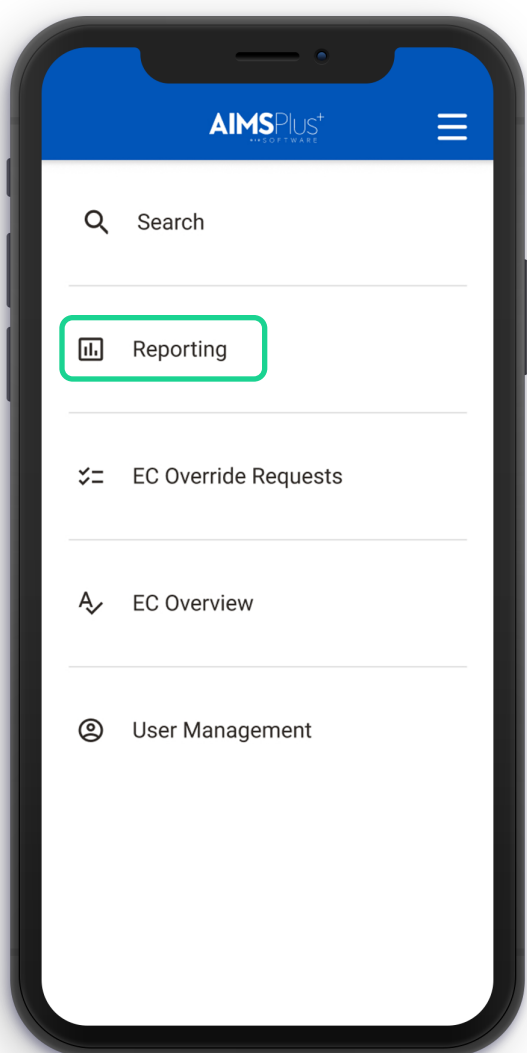 AIMSPlus+
SOFTWARE
Search
Reporting
EC Override Requests
EC Overview
User Management